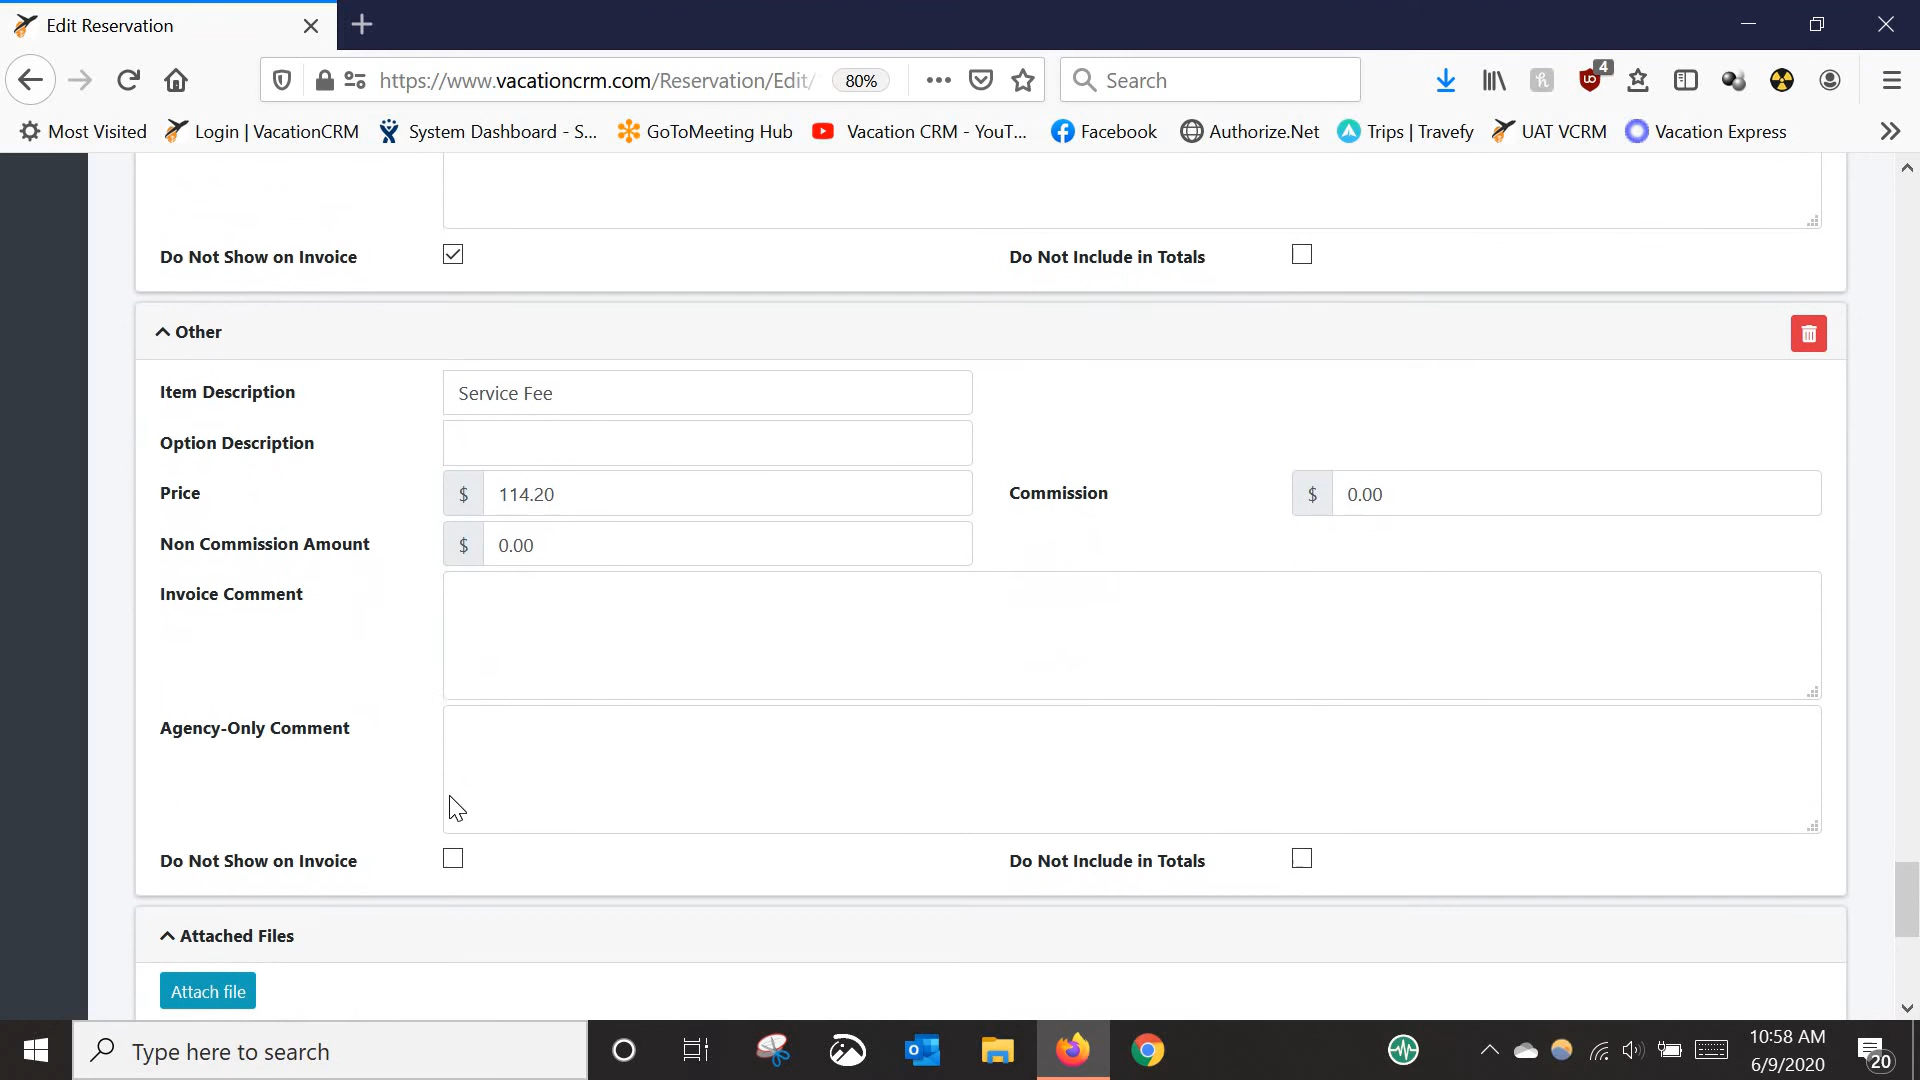 Edit Reservation
https://www.vacationcrm.com/Reservation/Edit/
80%
Search
4
Most Visited
Login | VacationCRM
System Dashboard - S...
GoToMeeting Hub
Vacation CRM - YouT...
Facebook
Authorize.Net
Trips | Travefy
UAT VCRM
Vacation Express
Do Not Show on Invoice
Do Not Include in Totals
Other
Item Description
Service Fee
Option Description
Price
$ 114.20
Commission
$ 0.00
Non Commission Amount
$ 0.00
Invoice Comment
Agency-Only Comment
Do Not Show on Invoice
Do Not Include in Totals
Attached Files
Attach file
Type here to search
10:58 AM
6/9/2020
20